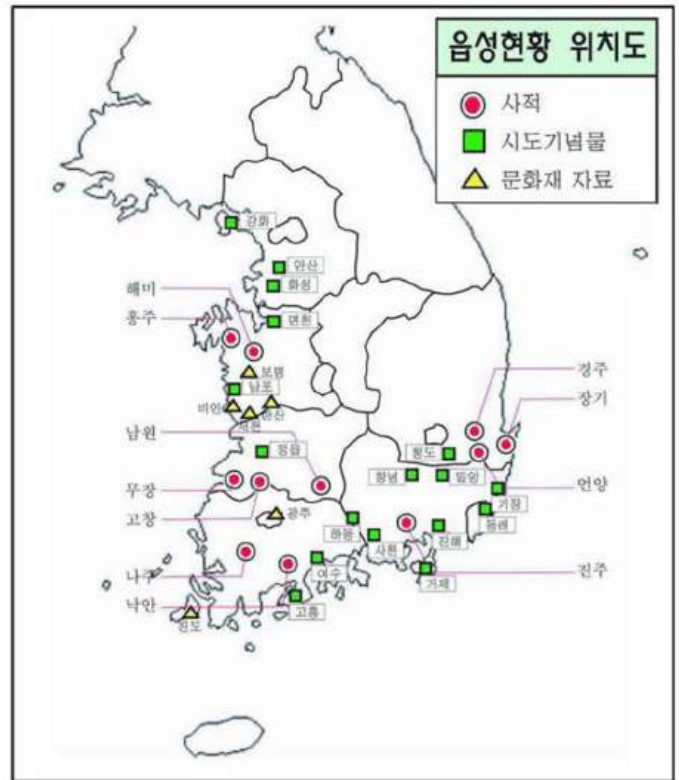 읍성현황 위치도
사적
시도기념물
문화재 자료
강화
안산
화성
해미
홍주
면천
보령
남포
비인
서천
한산
경주
장기
남원
정읍
청도
창녕
밀양
언양
기장
동래
무장
고창
광주
하동
사천
진해
거제
진주
나주
여수
낙안
고흥
진도